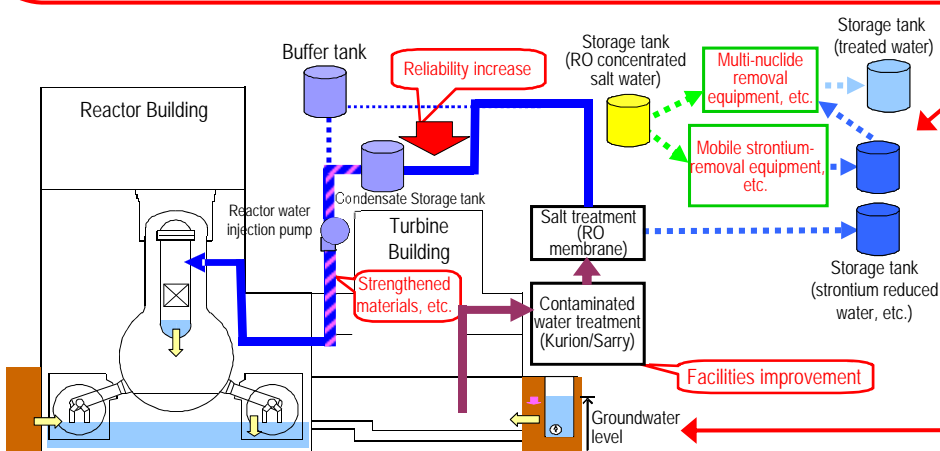 Storage tank
(treated water)
Storage tank
(RO concentrated
salt water)
Multi-nuclide
removal
equipment, etc.
Buffer tank
Reliability increase
Reactor Building
Mobile strontium-
removal equipment,
etc.
Condensate Storage tank
Reactor water
injection pump
Turbine
Building
Salt treatment
(RO
membrane)
Storage tank
(strontium reduced
water, etc.)
Strengthened
materials, etc.
Contaminated
water treatment
(Kurion/Sarry)
Facilities improvement
Groundwater
level